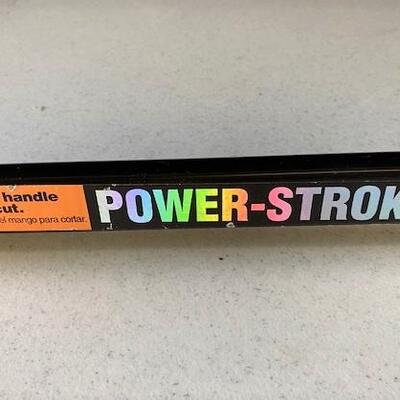 handle
cut.
el mango para cortar.
POWER-STROK